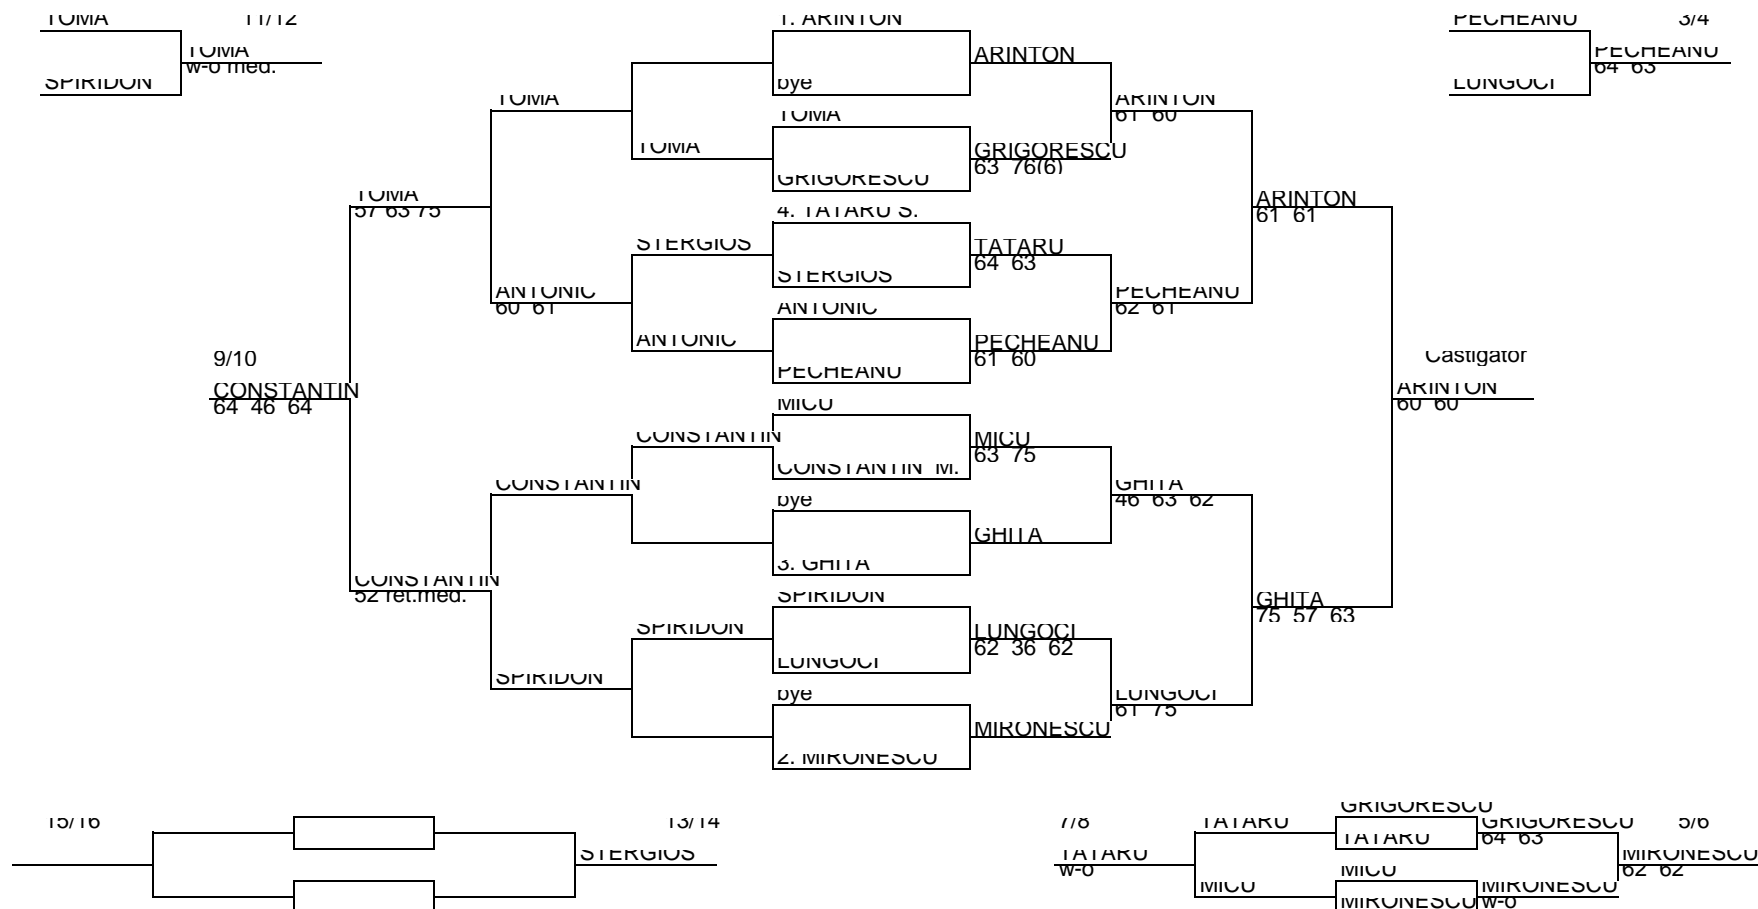 TOMA 11/12
TOMA
w-o med.
SPIRIDON
1. ARINTON
ARINTON
bye
PECHEANU 3/4
PECHEANU
64 63
LUNGOCI
TOMA
TOMA
ARINTON
61 60
TOMA
GRIGORESCU
63 76(6)
GRIGORESCU
TOMA
57 63 75
4. TATARU S.
ARINTON
61 61
STERGIOS
TATARU
64 63
STERGIOS
ANTONIC
60 61
ANTONIC
PECHEANU
62 61
ANTONIC
PECHEANU
61 60
PECHEANU
9/10
CONSTANTIN
64 46 64
Castigator
ARINTON
60 60
MICU
CONSTANTIN
MICU
63 75
CONSTANTIN M.
CONSTANTIN
bye
GHITA
46 63 62
GHITA
3. GHITA
CONSTANTIN
52 ret.med.
SPIRIDON
GHITA
75 57 63
SPIRIDON
LUNGOCI
62 36 62
LUNGOCI
SPIRIDON
bye
LUNGOCI
61 75
MIRONESCU
2. MIRONESCU
15/16 13/14
STERGIOS
7/8
TATARU
w-o
TATARU
GRIGORESCU
TATARU
GRIGORESCU
64 63
5/6
MIRONESCU
62 62
MICU
MICU
MIRONESCU
MIRONESCU
w-o